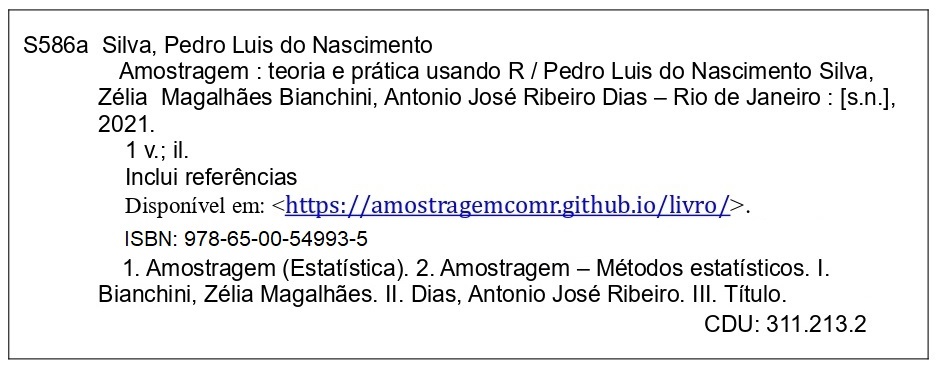 S586a Silva, Pedro Luis do Nascimento
Amostragem : teoria e prática usando R / Pedro Luis do Nascimento Silva,
Zélia Magalhães Bianchini, Antonio José Ribeiro Dias – Rio de Janeiro : [s.n.],
2021.
1 v.; il.
Inclui referências
Disponível em: <https://amostragemcomr.github.io/livro/>.
ISBN: 978-65-00-54993-5
1. Amostragem (Estatística). 2. Amostragem – Métodos estatísticos. I.
Bianchini, Zélia Magalhães. II. Dias, Antonio José Ribeiro. III. Título.
CDU: 311.213.2